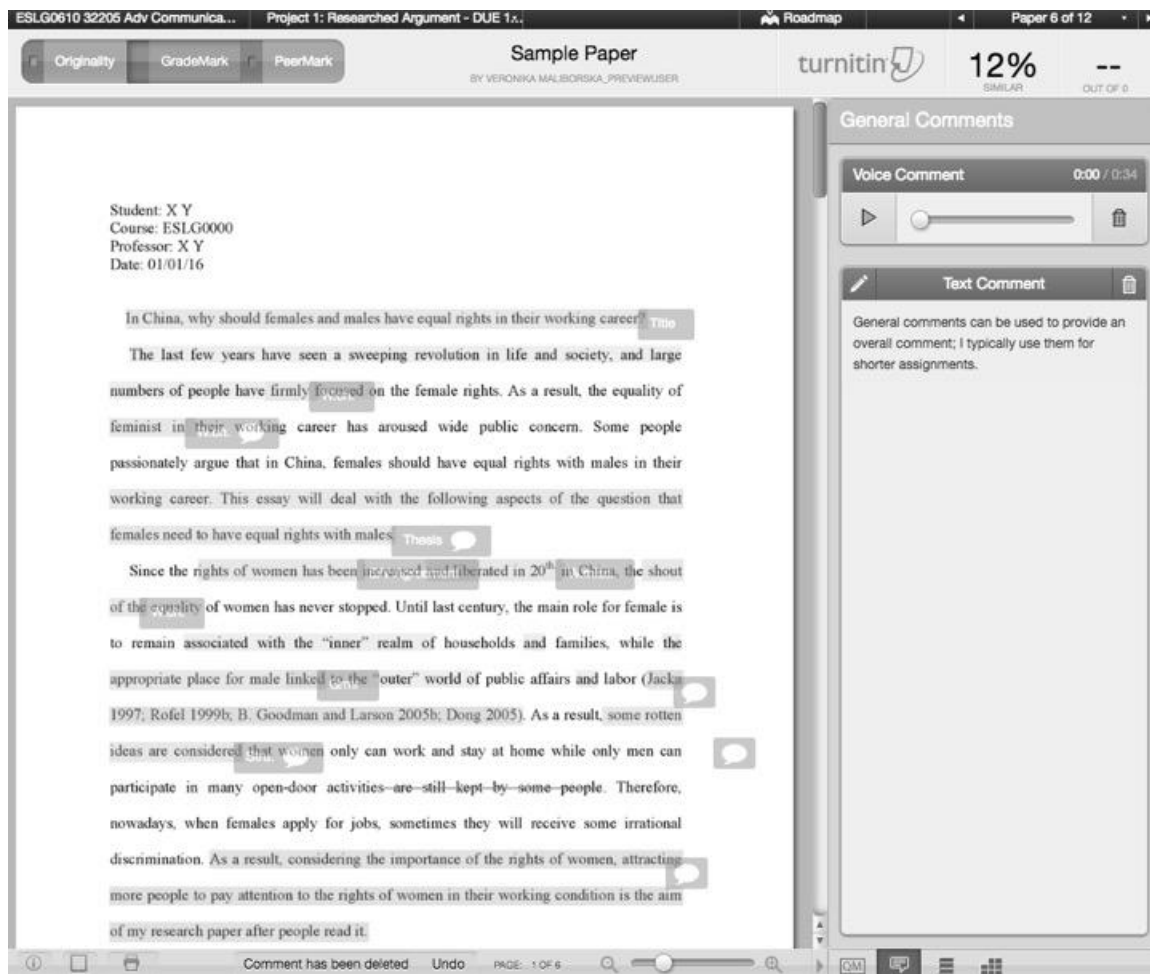 ESLG0610 32205 Adv Communica... Project 1: Researched Argument - DUE 1... Roadmap Paper 6 of 12
Originality GradeMark PeerMark
Sample Paper
BY VERONIKA MALIBORSKA_PREVIEWUSER
turnitin
12%
SIMILAR
--
OUT OF 0
Student: X Y
Course: ESLG0000
Professor: X Y
Date: 01/01/16
In China, why should females and males have equal rights in their working career? Title
The last few years have seen a sweeping revolution in life and society, and large
numbers of people have firmly focused on the female rights. As a result, the equality of
feminist in their working career has aroused wide public concern. Some people
passionately argue that in China, females should have equal rights with males in their
working career. This essay will deal with the following aspects of the question that
females need to have equal rights with males. Thesis
Since the rights of women has been increased and liberated in 20th in China, the shout
of the equality of women has never stopped. Until last century, the main role for female is
to remain associated with the “inner” realm of households and families, while the
appropriate place for male linked to the “outer” world of public affairs and labor (Jacka
1997; Rofel 1999b; B. Goodman and Larson 2005b; Dong 2005). As a result, some rotten
ideas are considered that women only can work and stay at home while only men can
participate in many open-door activities are still kept by some people. Therefore,
nowadays, when females apply for jobs, sometimes they will receive some irrational
discrimination. As a result, considering the importance of the rights of women, attracting
more people to pay attention to the rights of women in their working condition is the aim
of my research paper after people read it.
General Comments
Voice Comment 0:00 / 0:34
Text Comment
General comments can be used to provide an
overall comment; I typically use them for
shorter assignments.
Comment has been deleted Undo PAGE: 1 OF 6
QM